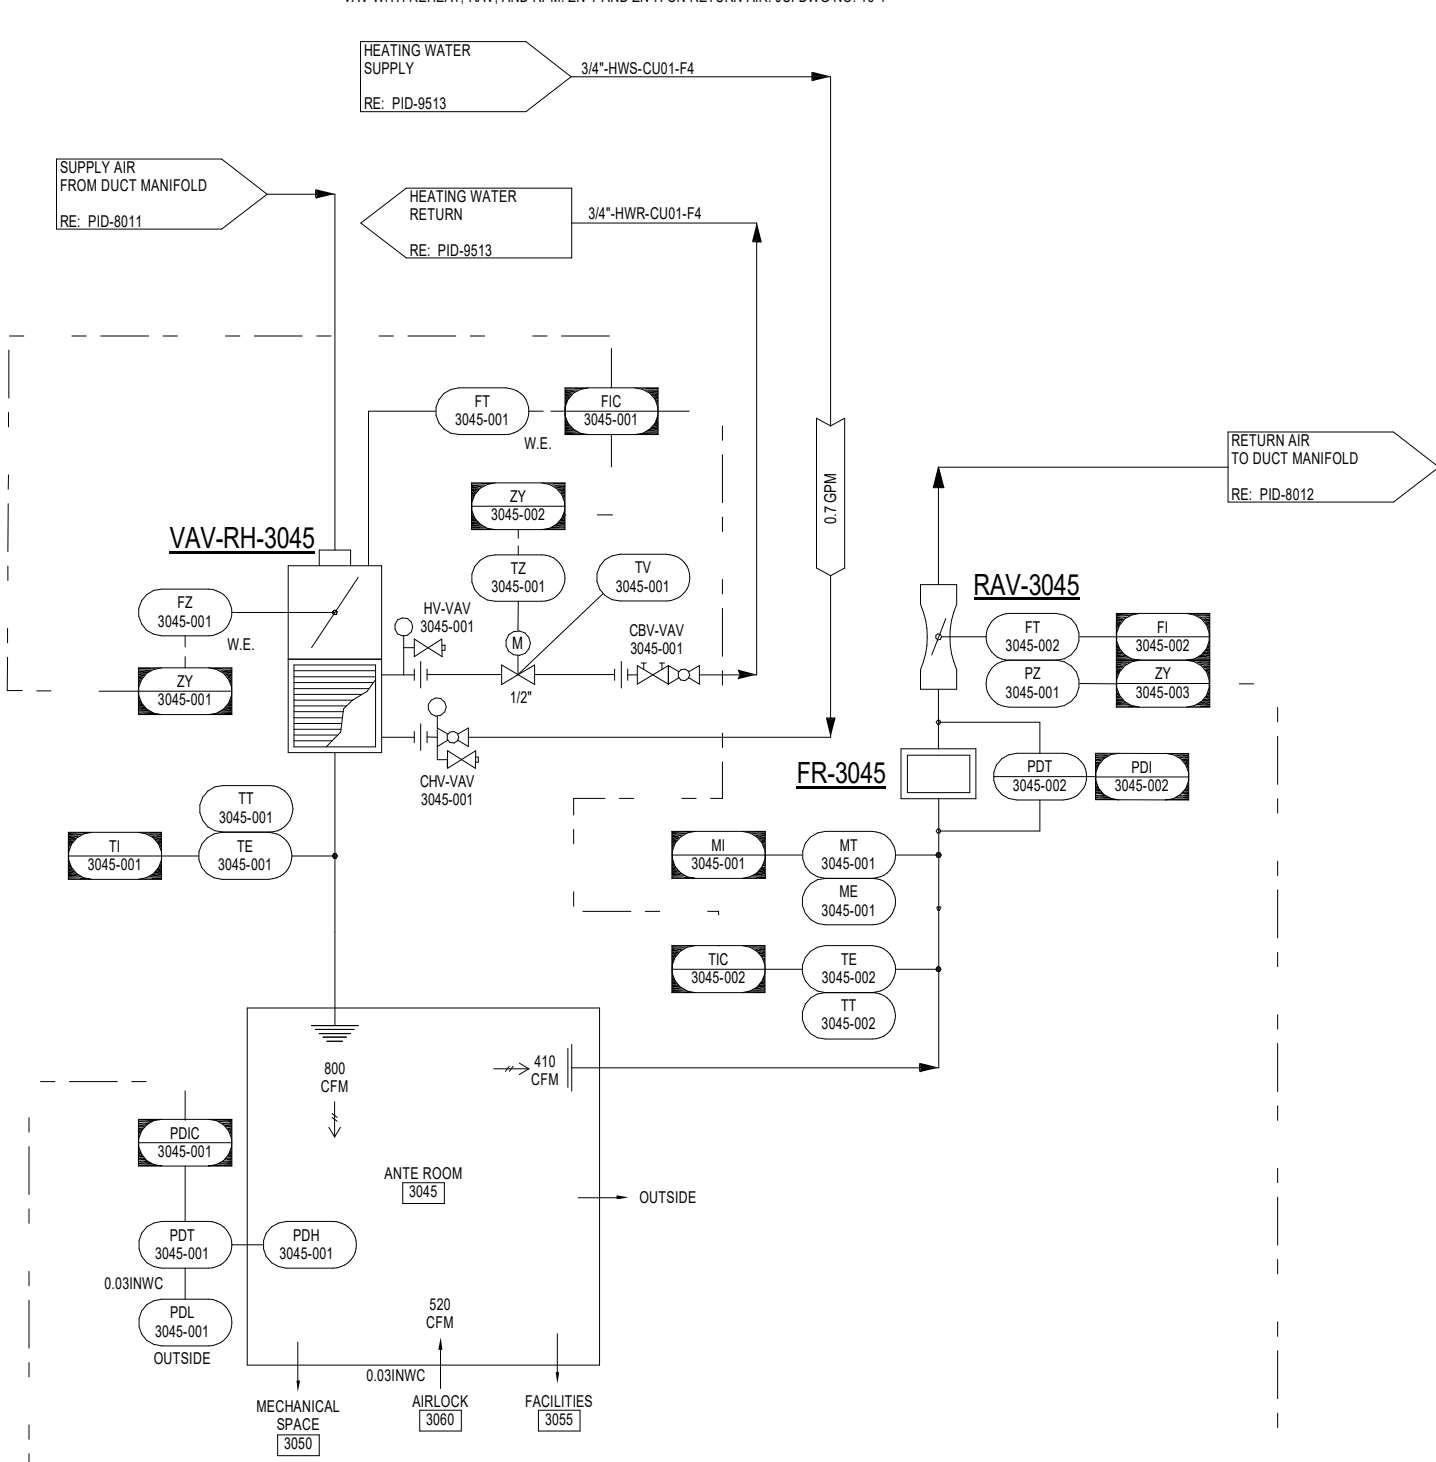 HEATING WATER
SUPPLY
RE: PID-9513
3/4"-HWS-CU01-F4
SUPPLY AIR
FROM DUCT MANIFOLD
RE: PID-8011
HEATING WATER
RETURN
RE: PID-9513
3/4"-HWR-CU01-F4
FT
3045-001
W.E.
FIC
3045-001
RETURN AIR
TO DUCT MANIFOLD
RE: PID-8012
0.7 GPM
ZY
3045-002
VAV-RH-3045
TZ
3045-001
TV
3045-001
RAV-3045
FZ
3045-001
W.E.
HV-VAV
3045-001
M
CBV-VAV
3045-001
FT
3045-002
FI
3045-002
ZY
3045-001
1/2"
PZ
3045-001
ZY
3045-003
CHV-VAV
3045-001
FR-3045
PDT
3045-002
PDI
3045-002
TT
3045-001
TI
3045-001
TE
3045-001
MI
3045-001
MT
3045-001
ME
3045-001
TIC
3045-002
TE
3045-002
TT
3045-002
800
CFM
410
CFM
PDIC
3045-001
ANTE ROOM
3045
OUTSIDE
PDT
3045-001
PDH
3045-001
0.03INWC
PDL
3045-001
OUTSIDE
520
CFM
0.03INWC
MECHANICAL
SPACE
3050
AIRLOCK
3060
FACILITIES
3055